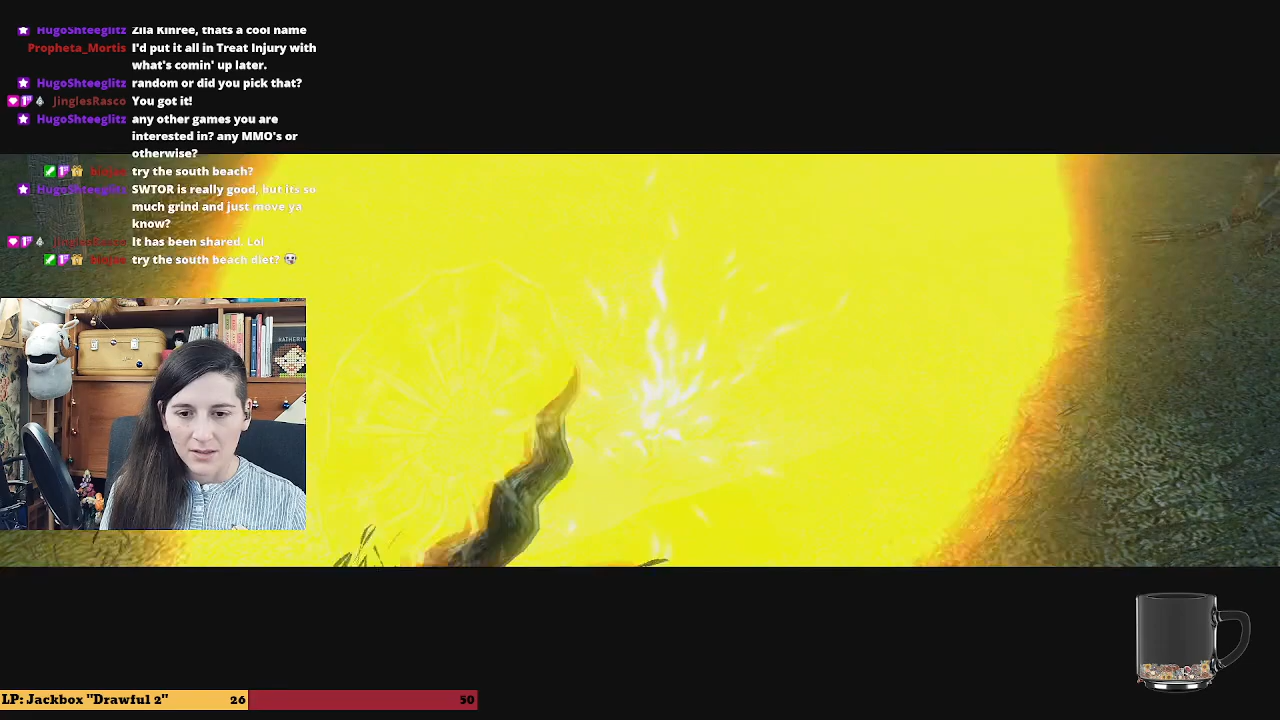 HugoShteeglitz Zila Kinree, thats a cool name
Propheta_Mortis I'd put it all in Treat Injury with
what's comin' up later.
HugoShteeglitz random or did you pick that?
JinglesRasco You got it!
HugoShteeglitz any other games you are
interested in? any MMO's or
otherwise?
try the south beach?
HugoShteeglitz SWTOR is really good, but its so
much grind and just move ya
know?
JinglesRasco It has been shared. Lol
try the south beach diet?
KATHERINE
LP: Jackbox "Drawful 2" 26 50